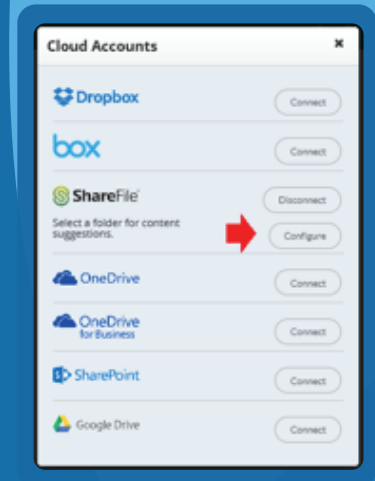 Cloud Accounts ×
Dropbox Connect
box Connect
ShareFile Disconnect
Select a folder for content
suggestions.
Configure
OneDrive Connect
OneDrive
for Business
Connect
SharePoint Connect
Google Drive Connect